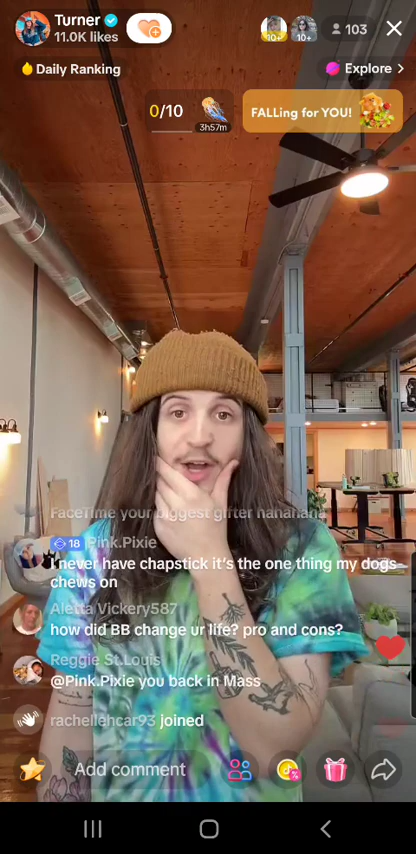 Turner
11.0K likes
10+
10+
103
Daily Ranking
Explore
0/10
3h57m
FALLing for YOU!
FaceTime your biggest gifter hahahaha
18 Pink.Pixie
I never have chapstick it's the one thing my dogs
chews on
Aletta Vickery587
how did BB change ur life? pro and cons?
Reggie St.Louis
@Pink.Pixie you back in Mass
rachellehcar93 joined
Add comment